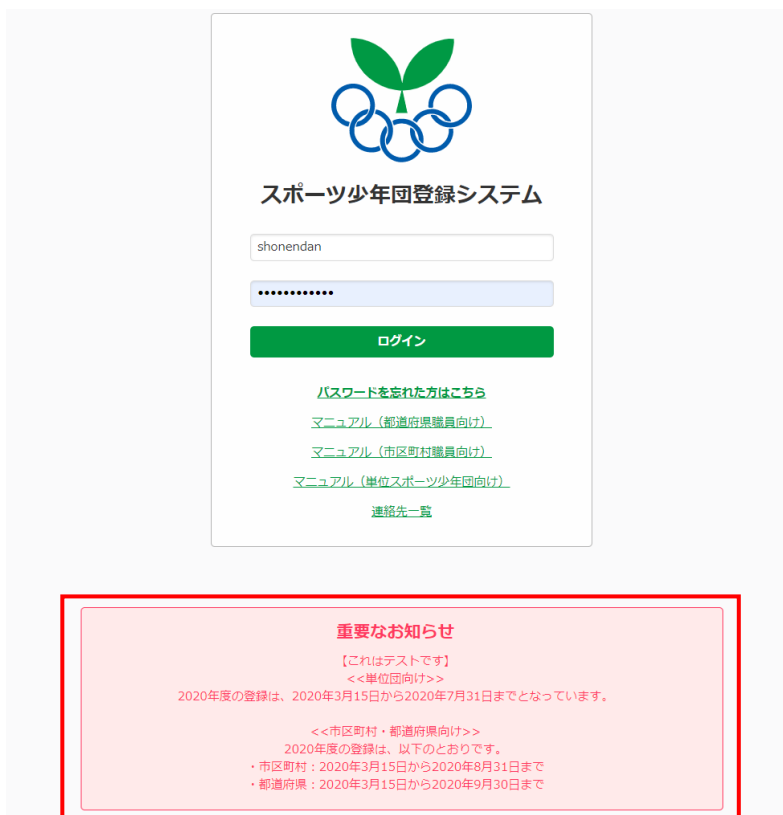 スポーツ少年団登録システム
shonendan
••••••••••••
ログイン
パスワードを忘れた方はこちら
マニュアル（都道府県職員向け）
マニュアル（市区町村職員向け）
マニュアル（単位スポーツ少年団向け）
連絡先一覧
重要なお知らせ
【これはテストです】
<<単位団向け>>
2020年度の登録は、2020年3月15日から2020年7月31日までとなっています。
<<市区町村・都道府県向け>>
2020年度の登録は、以下のとおりです。
・市区町村：2020年3月15日から2020年8月31日まで
・都道府県：2020年3月15日から2020年9月30日まで